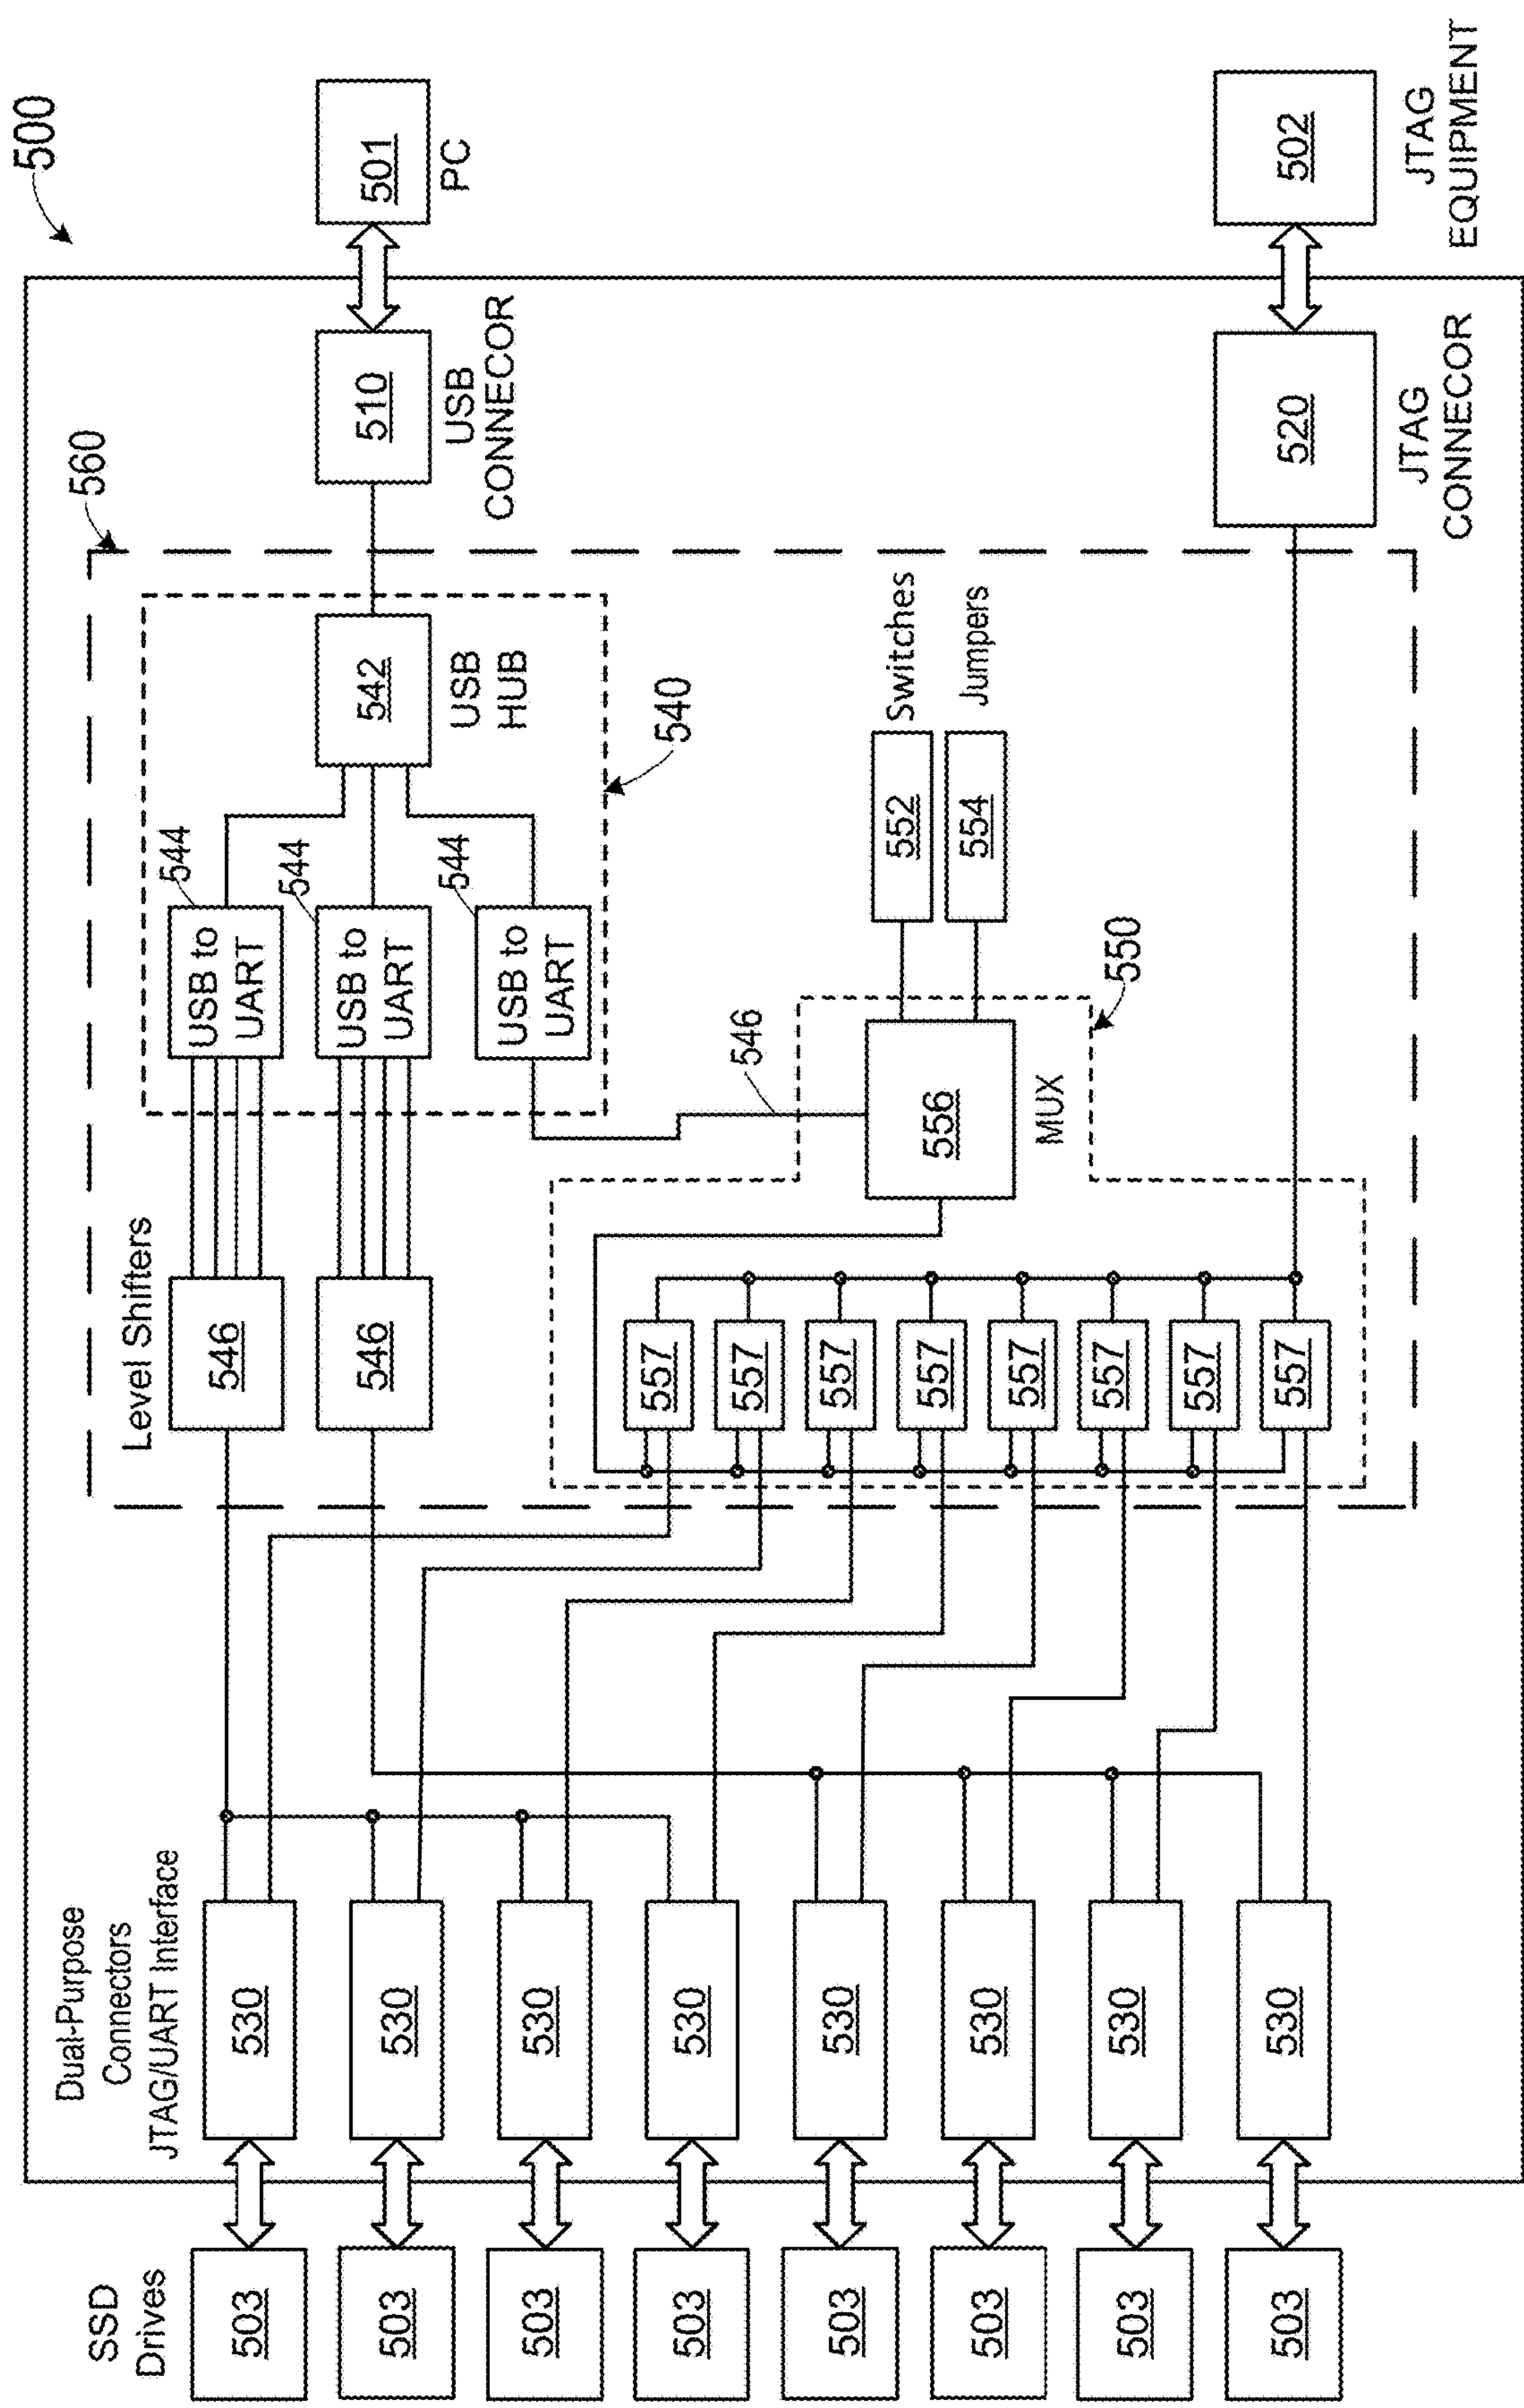 500
SSD
Drives
503
503
503
503
503
503
503
503
Dual-Purpose
Connectors
JTAG/UART Interface
530
530
530
530
530
530
530
530
560
Level Shifters
546
546
USB to
UART
544
USB to
UART
544
USB to
UART
544
542
USB
HUB
540
546
556
MUX
550
552
Switches
554
Jumpers
557
557
557
557
557
557
557
557
510
USB
CONNECOR
501
PC
520
JTAG
CONNECOR
502
JTAG
EQUIPMENT